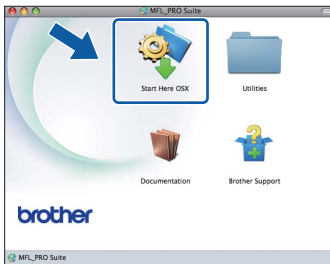 MFL_PRO Suite
Start Here OSX
Utilities
Documentation
Brother Support
brother
MFL_PRO Suite